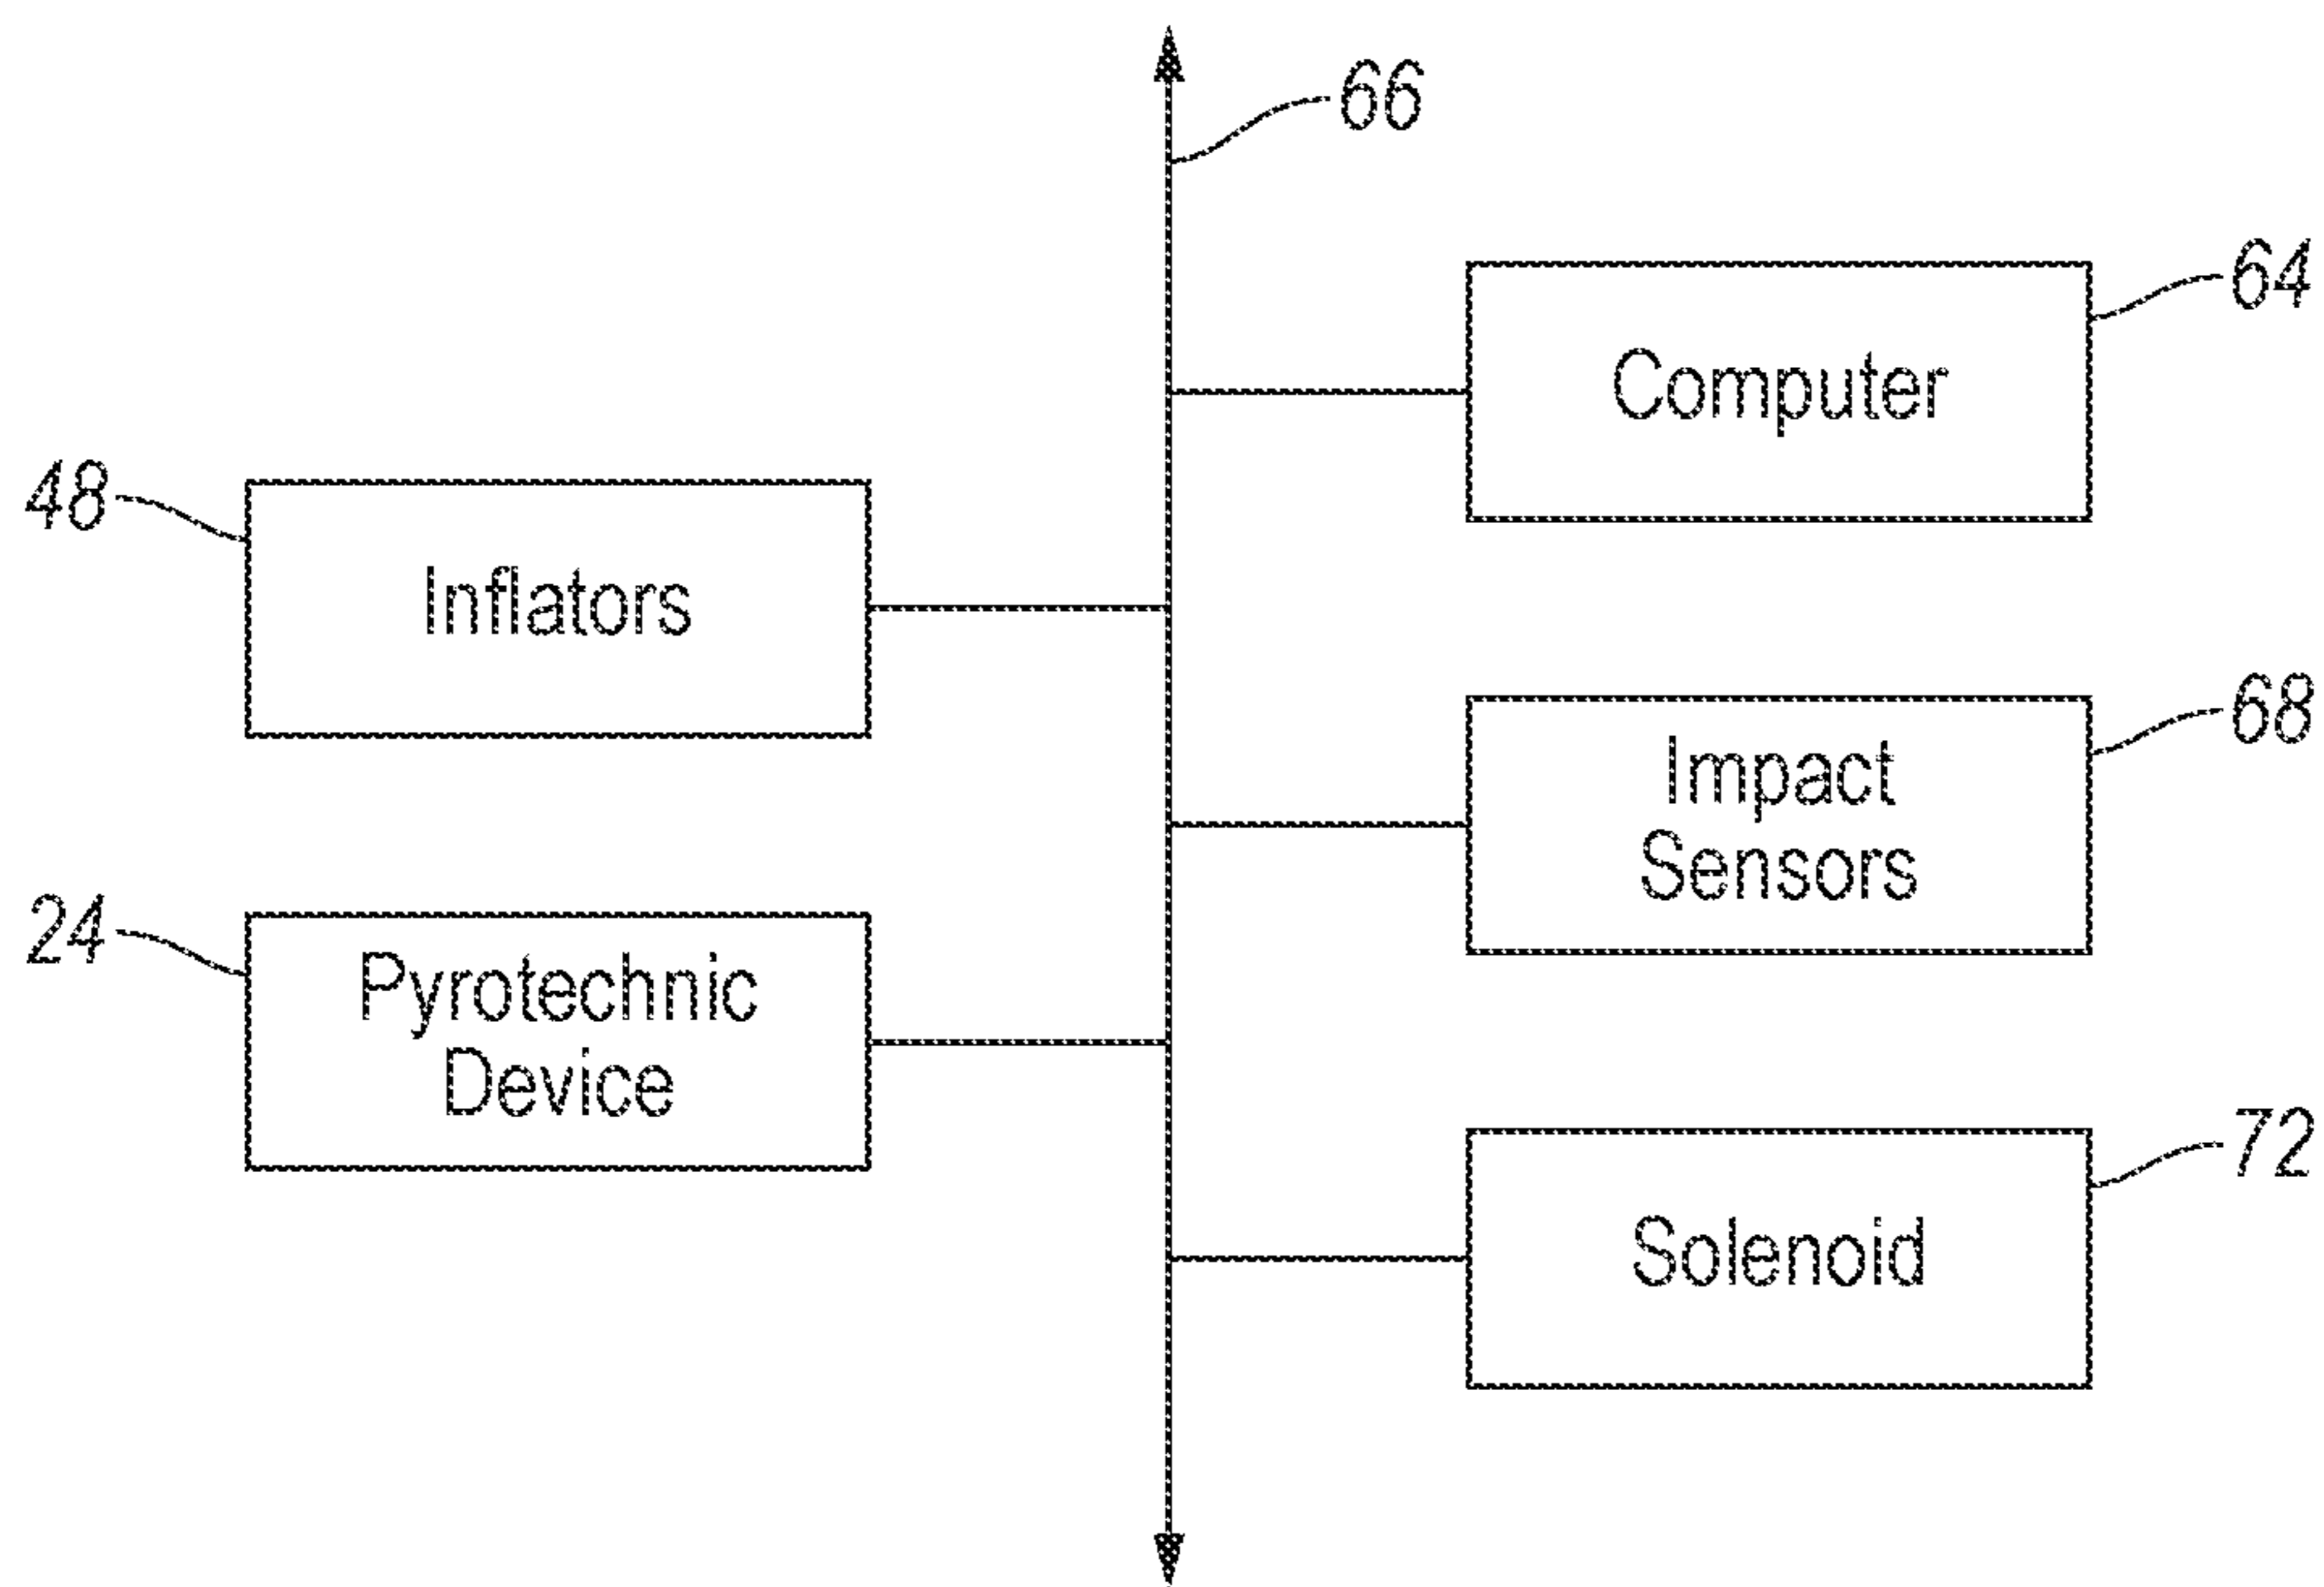 66
Computer
64
48
Inflators
Impact
Sensors
68
24
Pyrotechnic
Device
Solenoid
72